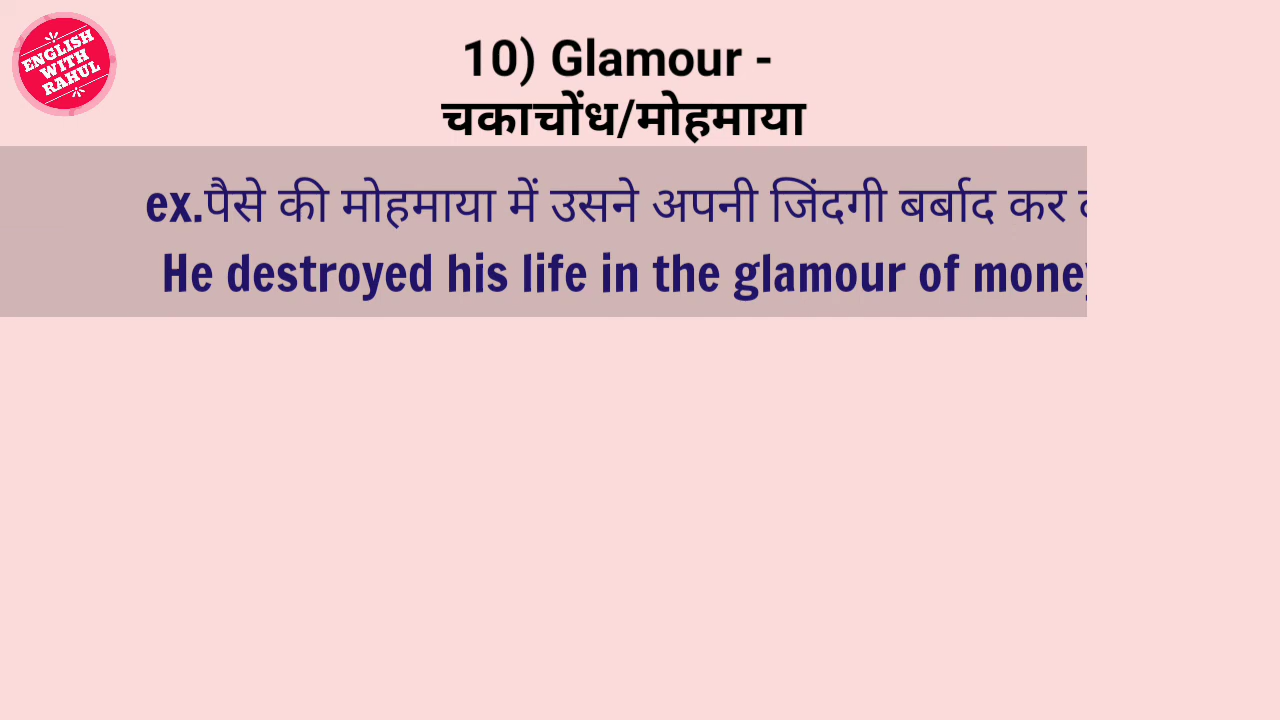 ENGLISH
WITH
RAHUL
10) Glamour -
चकाचोंध/मोहमाया
ex.पैसे की मोहमाया में उसने अपनी जिंदगी बर्बाद कर
He destroyed his life in the glamour of money